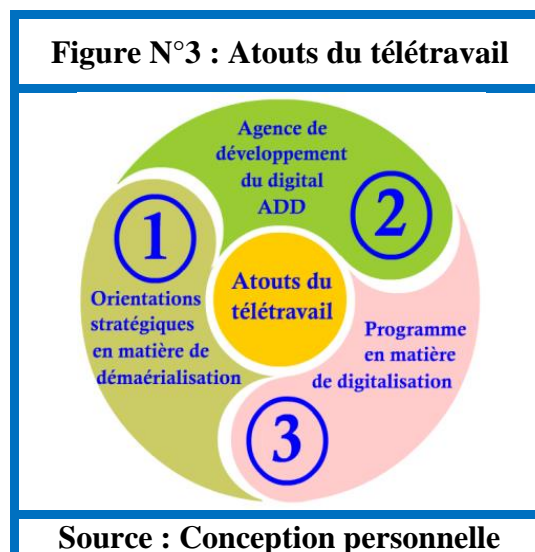 Figure N°3 : Atouts du télétravail
Agence de
développement
du digital
ADD
2
1
Orientations
stratégiques
en matière de
démaérialisation
Atouts du
télétravail
Programme
en matière
de digitalisation
3
Source : Conception personnelle